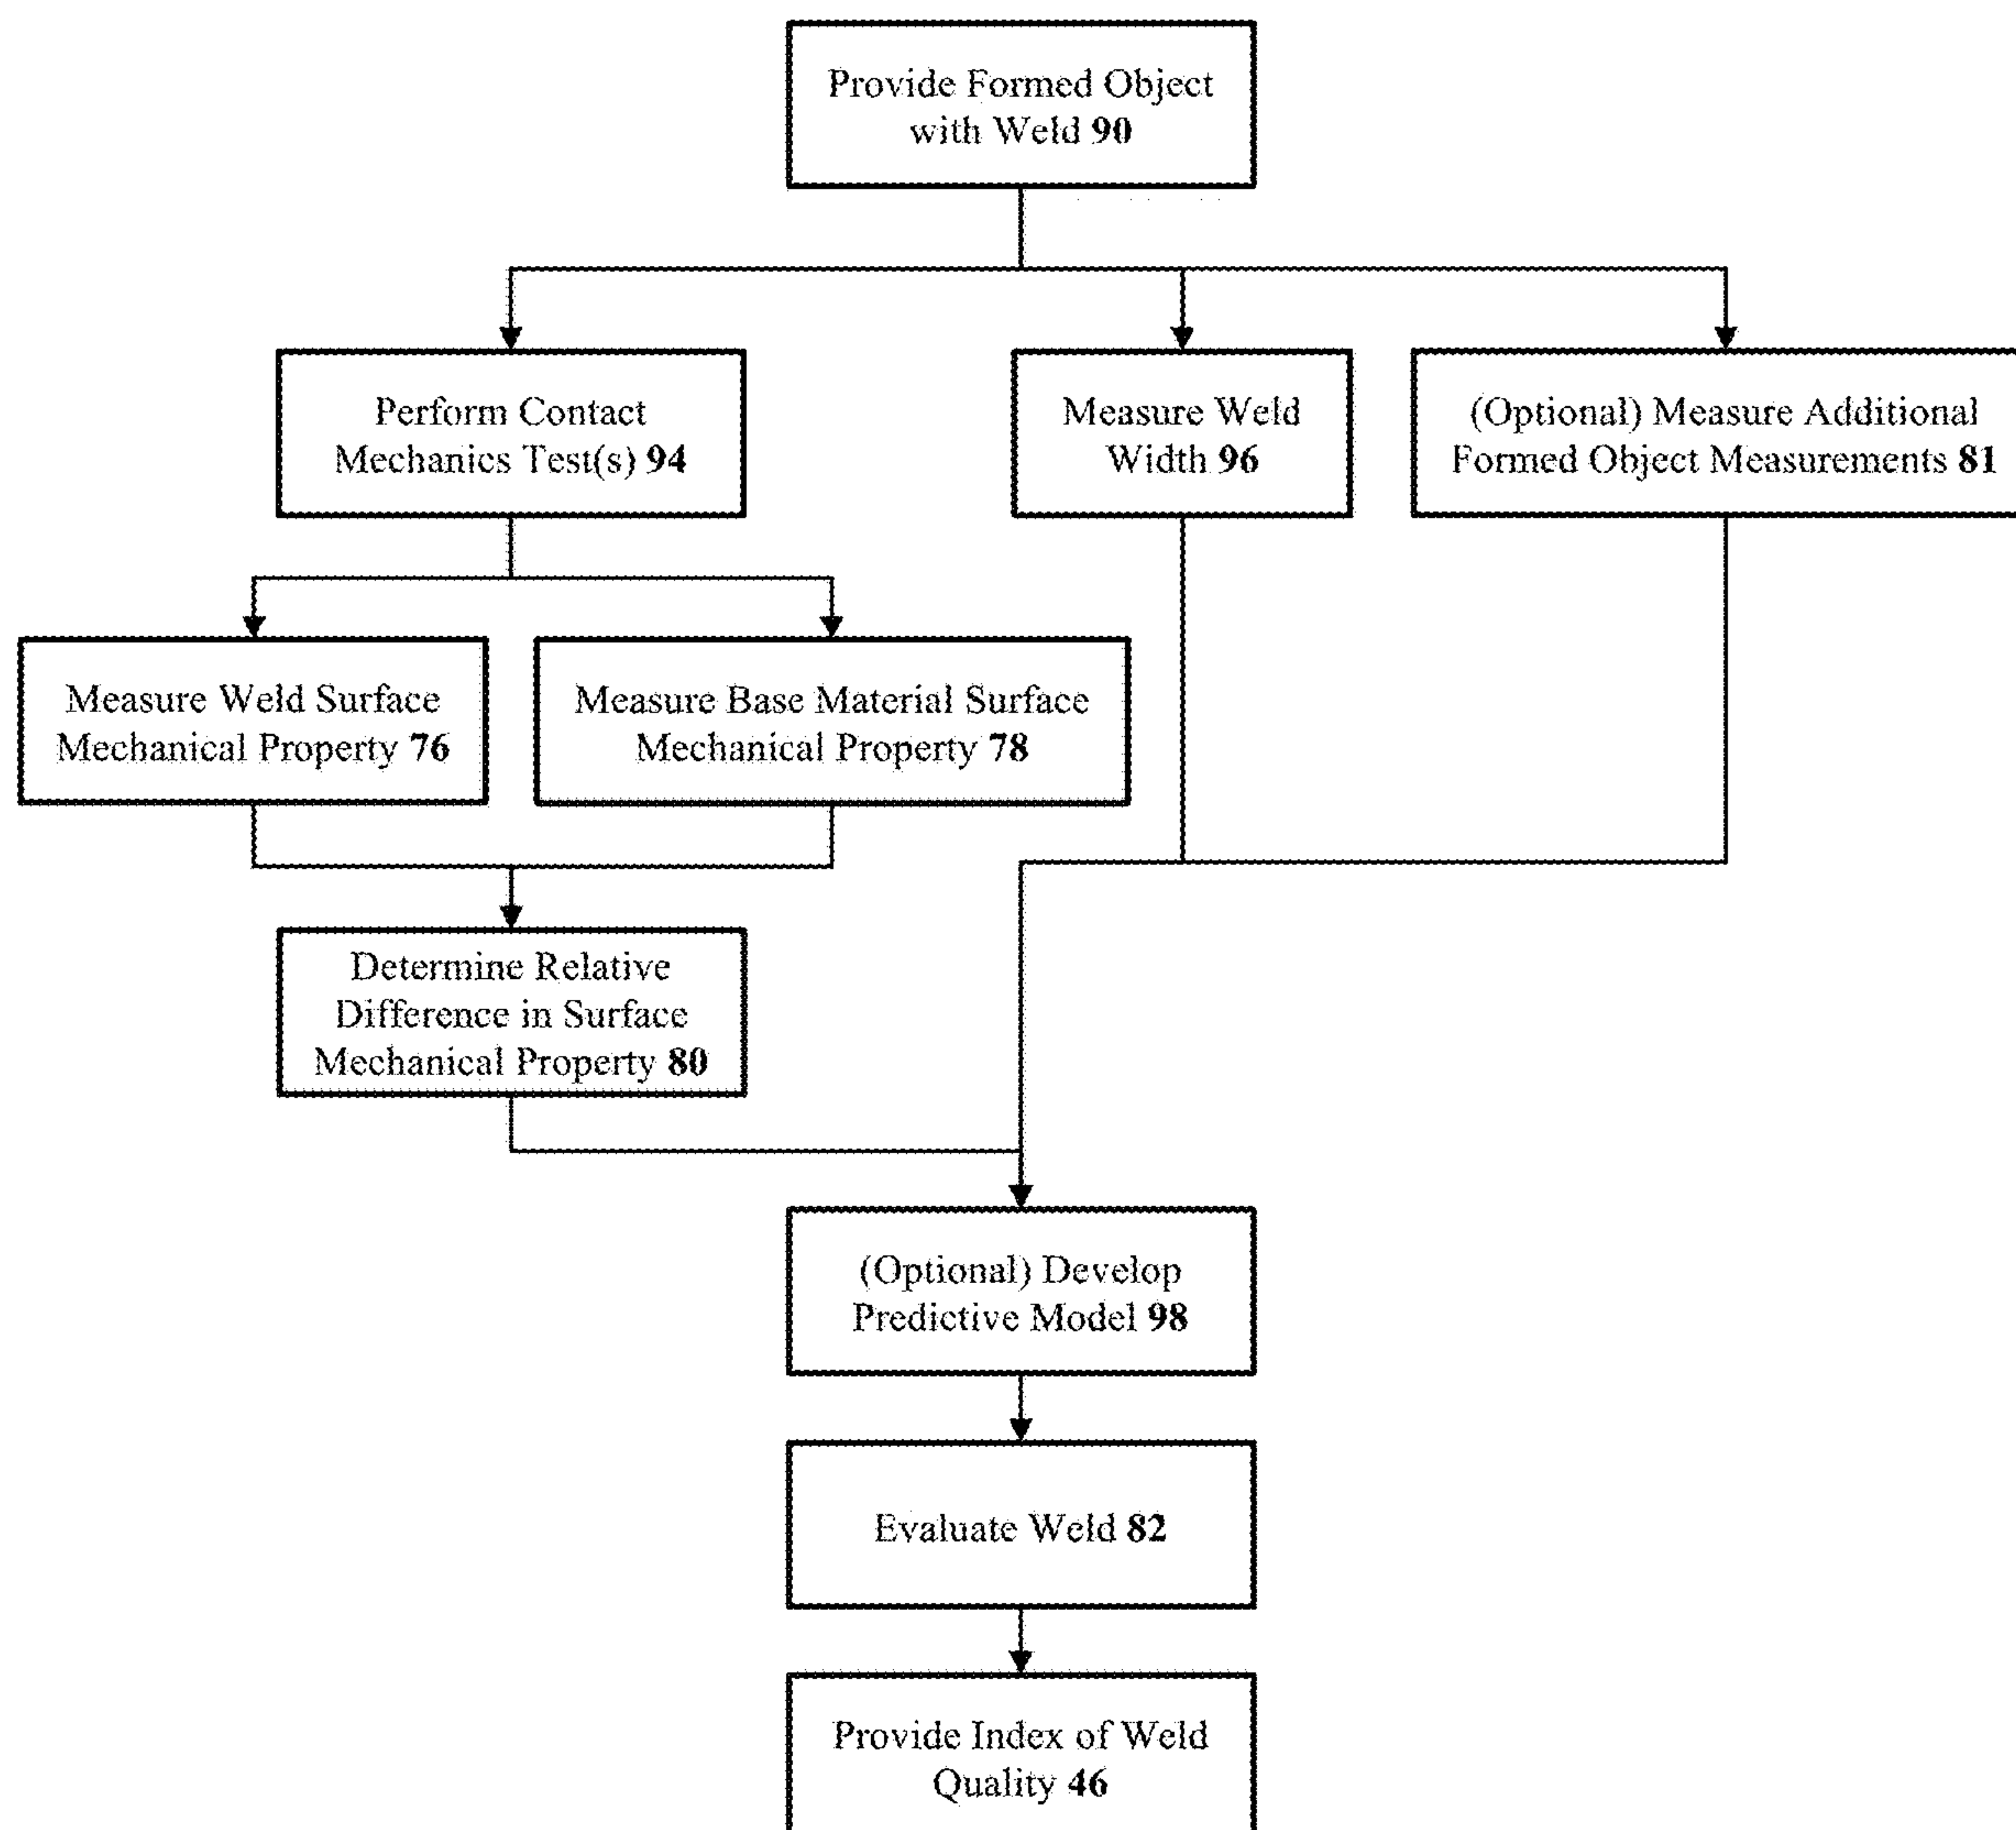 Provide Formed Object
with Weld 90
Perform Contact
Mechanics Test(s) 94
Measure Weld
Width 96
(Optional) Measure Additional
Formed Object Measurements 81
Measure Weld Surface
Mechanical Property 76
Measure Base Material Surface
Mechanical Property 78
Determine Relative
Difference in Surface
Mechanical Property 80
(Optional) Develop
Predictive Model 98
Evaluate Weld 82
Provide Index of Weld
Quality 46